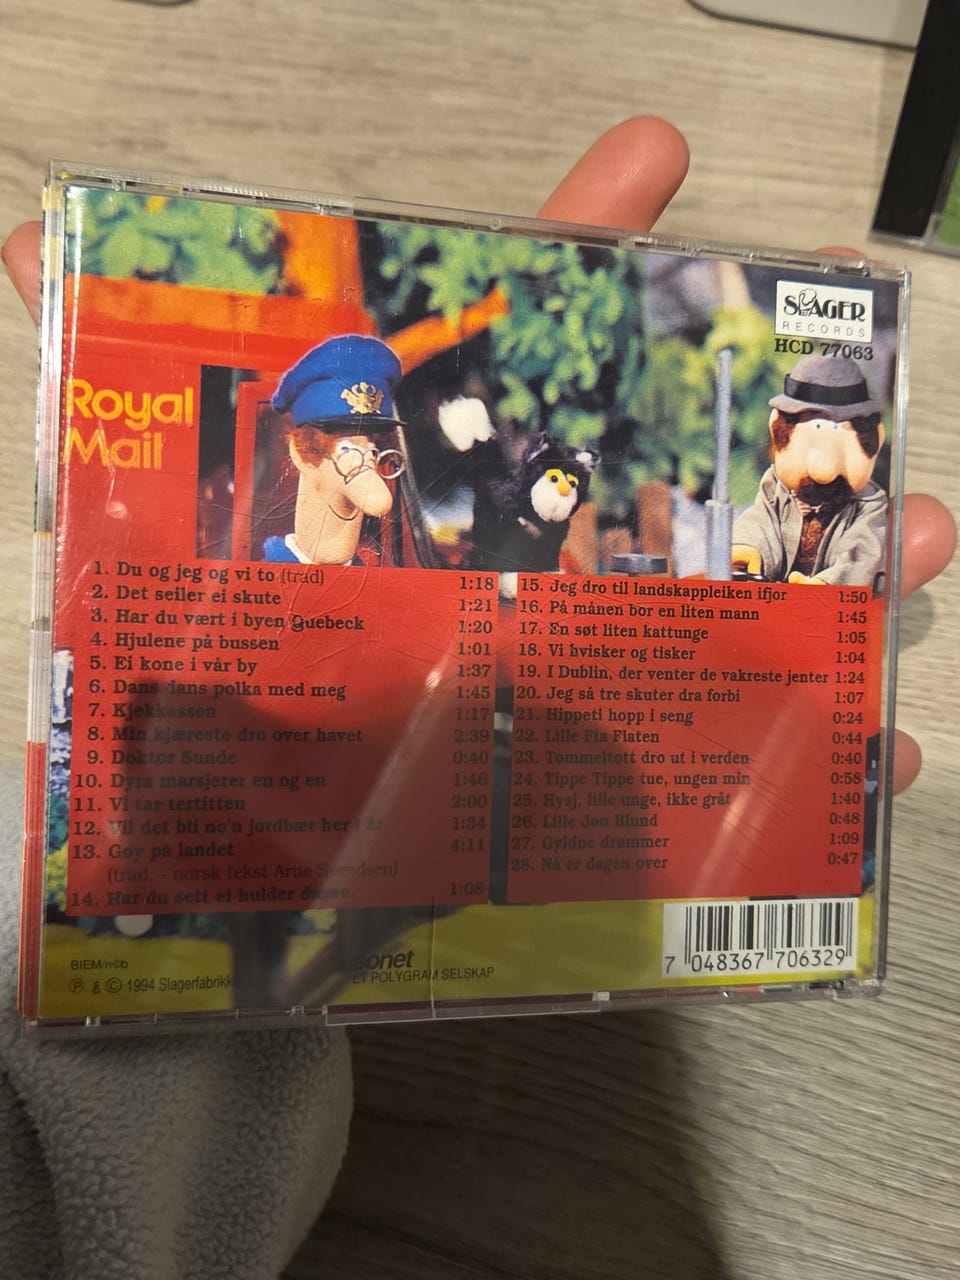 SLAGER
RECORDS
HCD 77063
Royal
Mail
1. Du og jeg og vi to (trad) 1:18
2. Det seiler ei skute 1:21
3. Har du vært i byen Quebeck 1:20
4. Hjulene på bussen 1:01
5. Ei kone i vår by 1:37
6. Dans dans polka med meg 1:45
7. Kjekkassen 1:17
8. Min kjæreste dro over havet 2:39
9. Doktor Sunde 0:40
10. Dyra marsjerer en og en 1:46
11. Vi tar tertitten 2:00
12. Vil det bli no'n jordbær her i år 1:34
13. Gøy på landet 4:11
(trad. - norsk tekst Arne Svendsen)
14. Har du sett ei hulder danse 1:08
15. Jeg dro til landskappleiken ifjor 1:50
16. På månen bor en liten mann 1:45
17. En søt liten kattunge 1:05
18. Vi hvisker og tisker 1:04
19. I Dublin, der venter de vakreste jenter 1:24
20. Jeg så tre skuter dra forbi 1:07
21. Hippeti hopp i seng 0:24
22. Lille Fia Flaten 0:44
23. Tommeltott dro ut i verden 0:40
24. Tippe Tippe tue, ungen min 0:58
25. Hysj, lille unge, ikke gråt 1:40
26. Lille Jon Blund 0:48
27. Gyldne drømmer 1:09
28. Nå er dagen over 0:47
BIEM/n©b
Ⓟ & © 1994 Slagerfabrikk
sonet
ET POLYGRAM SELSKAP
7 048367 706329